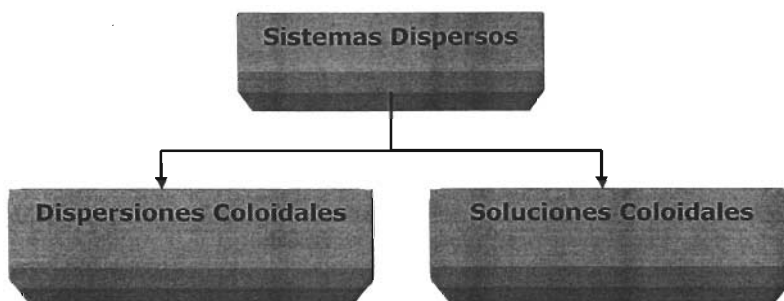 Sistemas Dispersos
Dispersiones Coloidales
Soluciones Coloidales